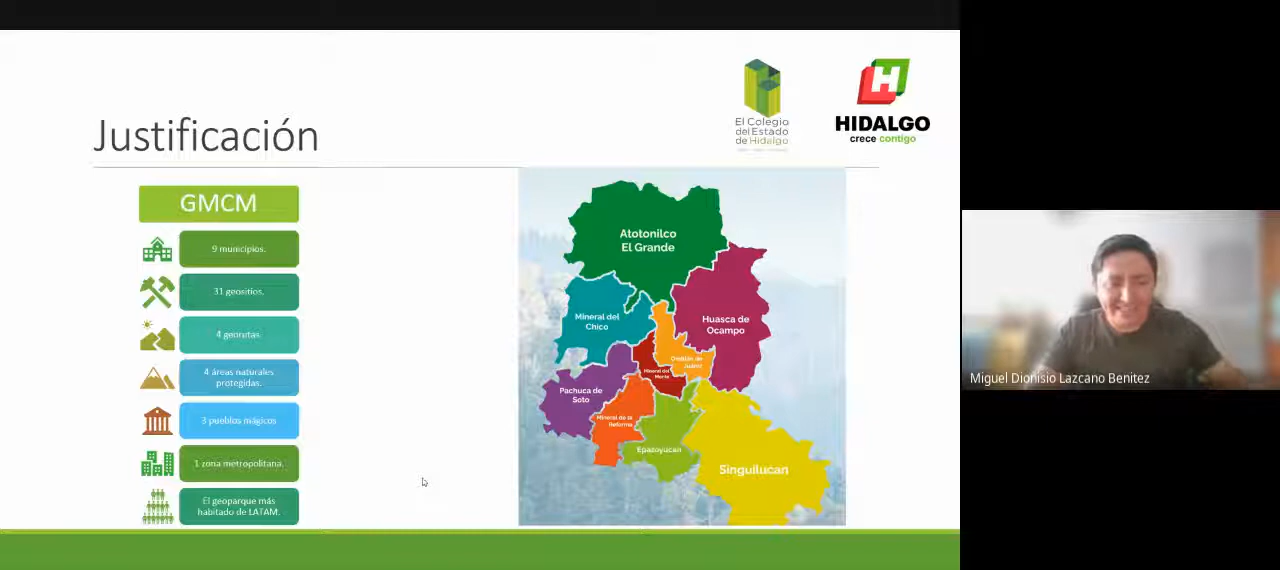 El Colegio
del Estado
de Hidalgo
H
HIDALGO
crece contigo
Justificación
GMCM
9 municipios.
31 geositios.
4 georutas.
4 áreas naturales
protegidas.
3 pueblos mágicos
1 zona metropolitana.
El geoparque más
habitado de LATAM.
Atotonilco
El Grande
Mineral del
Chico
Huasca de
Ocampo
Omitlán de
Juárez
Mineral del
Monte
Pachuca de
Soto
Mineral de la
Reforma
Epazoyucan
Singuilucan
Miguel Dionisio Lazcano Benitez